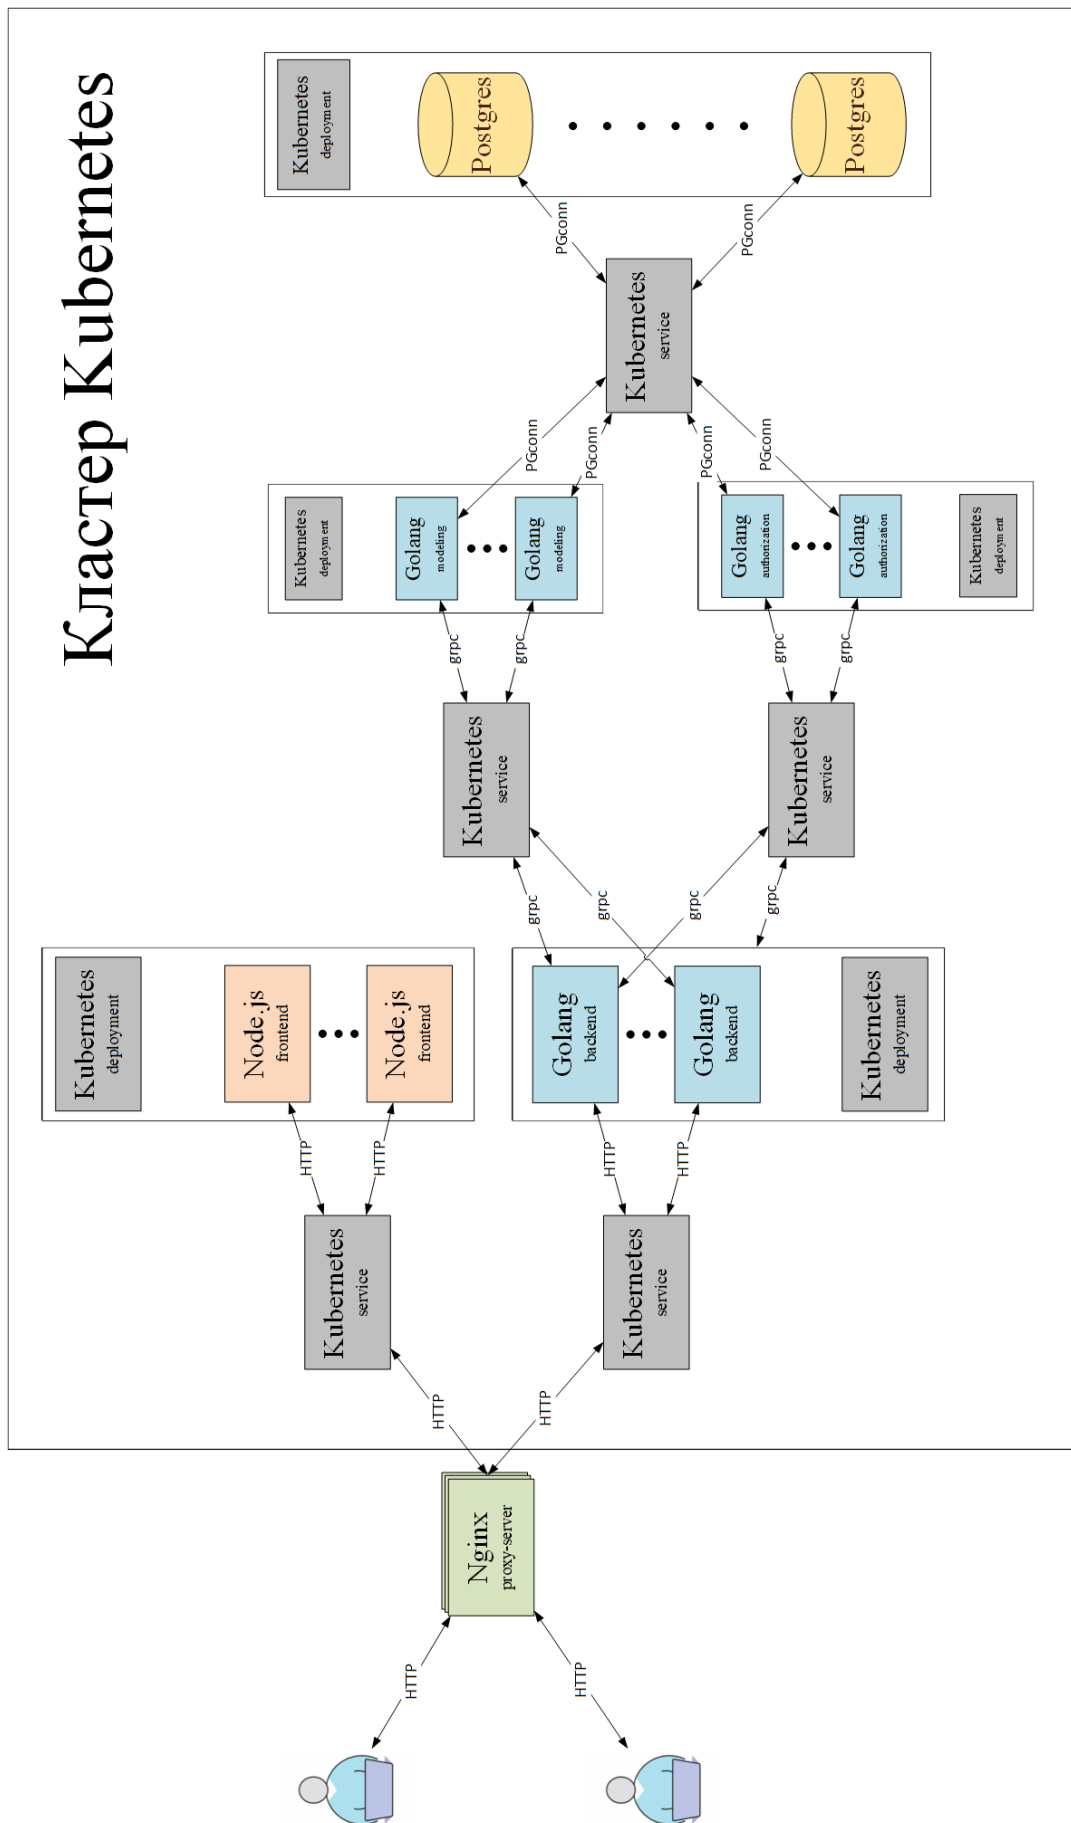 Кластер Kubernetes
HTTP
HTTP
Nginx
proxy-server
HTTP
HTTP
Kubernetes
service
Kubernetes
service
HTTP
HTTP
HTTP
HTTP
Kubernetes
deployment
Node.js
frontend
Node.js
frontend
Golang
backend
Golang
backend
Kubernetes
deployment
grpc
grpc
grpc
grpc
Kubernetes
service
Kubernetes
service
grpc
grpc
grpc
grpc
Kubernetes
deployment
Golang
modeling
Golang
modeling
Golang
authorization
Golang
authorization
Kubernetes
deployment
PGconn
PGconn
PGconn
PGconn
Kubernetes
service
PGconn
PGconn
Kubernetes
deployment
Postgres
Postgres